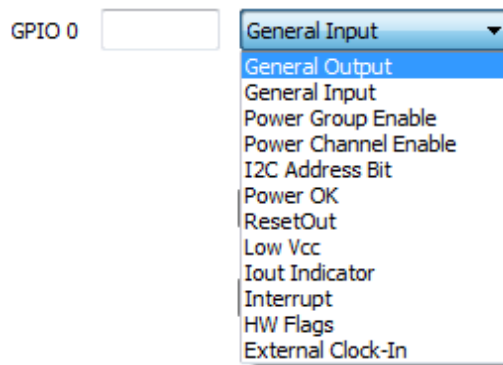 GPIO 0 General Input
General Output
General Input
Power Group Enable
Power Channel Enable
I2C Address Bit
Power OK
ResetOut
Low Vcc
Iout Indicator
Interrupt
HW Flags
External Clock-In